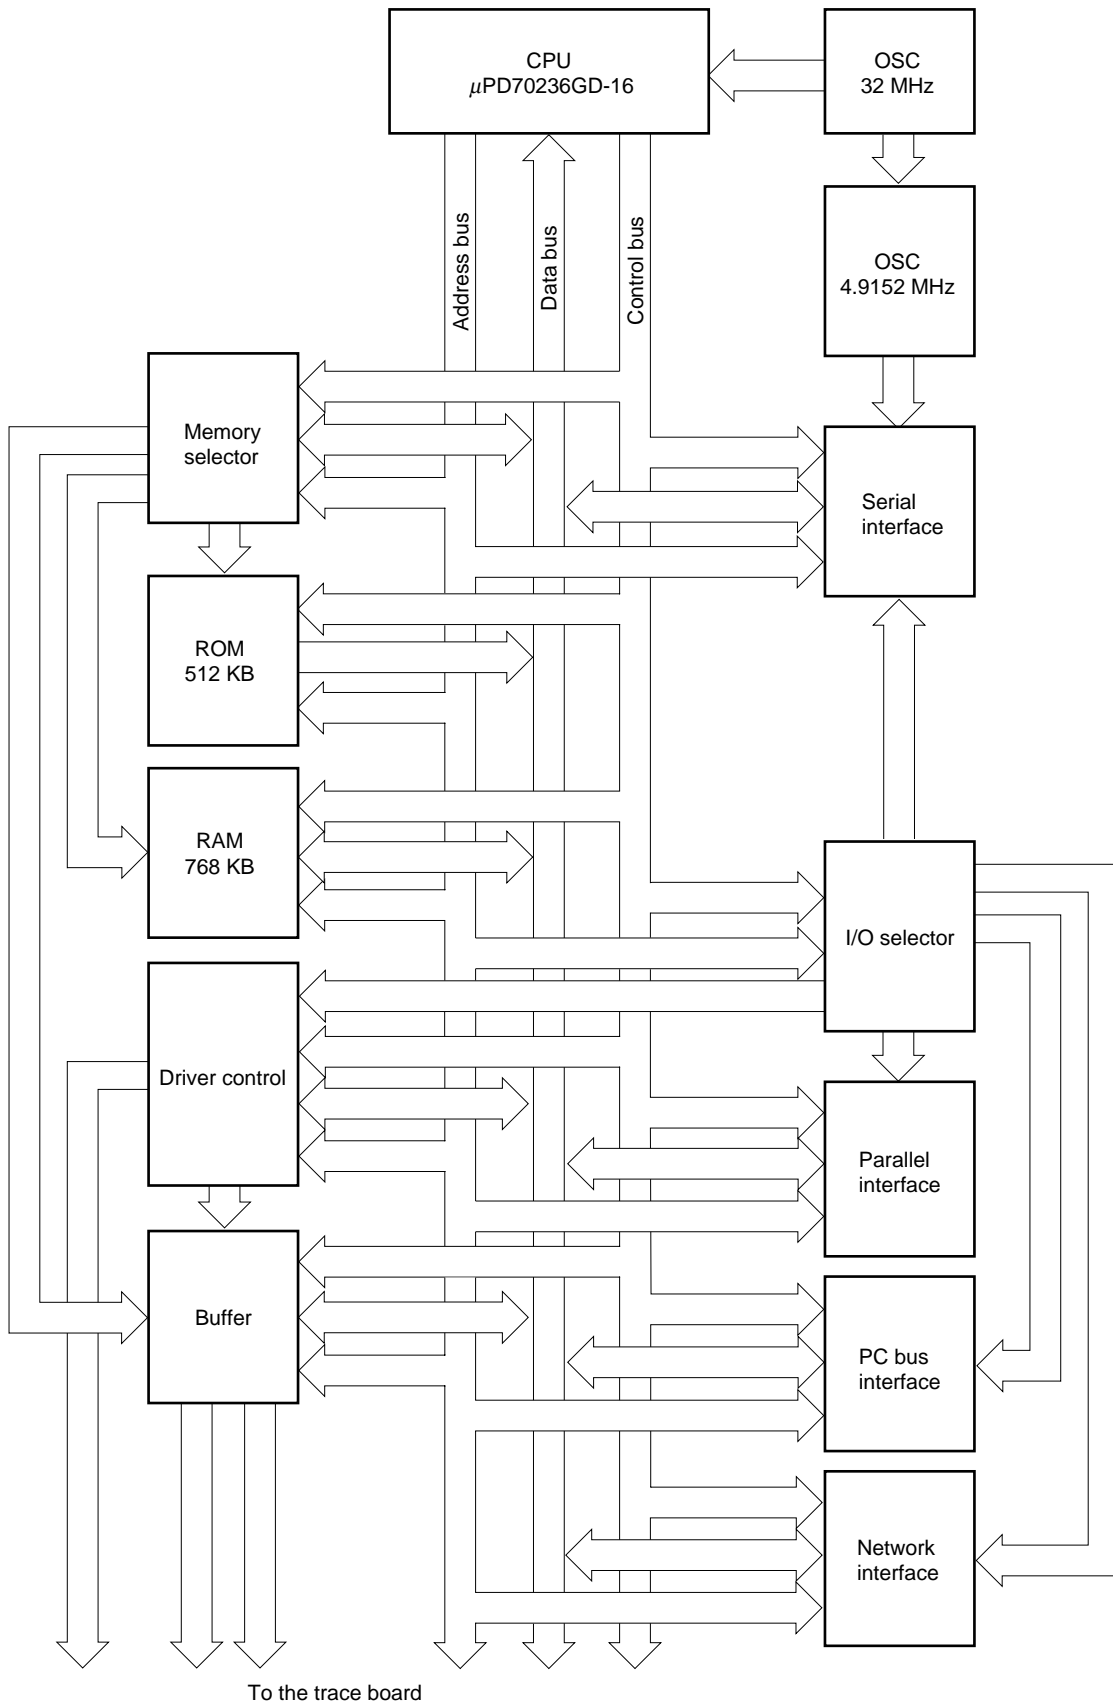 CPU
μPD70236GD-16
OSC
32 MHz
OSC
4.9152 MHz
Address bus
Data bus
Control bus
Memory
selector
Serial
interface
ROM
512 KB
RAM
768 KB
I/O selector
Driver control
Parallel
interface
Buffer
PC bus
interface
Network
interface
To the trace board